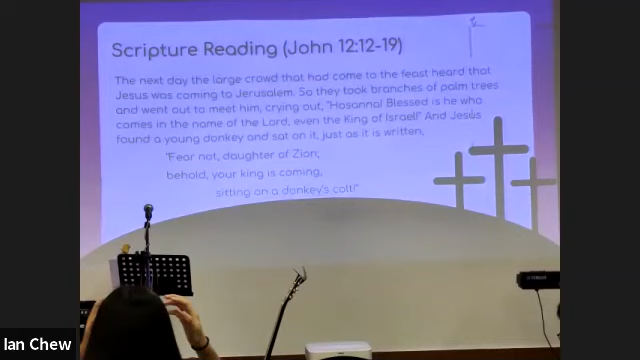 Scripture Reading (John 12:12-19)
The next day the large crowd that had come to the feast heard that
Jesus was coming to Jerusalem. So they took branches of palm trees
and went out to meet him, crying out, "Hosanna! Blessed is he who
comes in the name of the Lord, even the King of Israel!" And Jesus
found a young donkey and sat on it, just as it is written,
"Fear not, daughter of Zion;
behold, your king is coming,
sitting on a donkey's colt!"
YAMAHA
Ian Chew